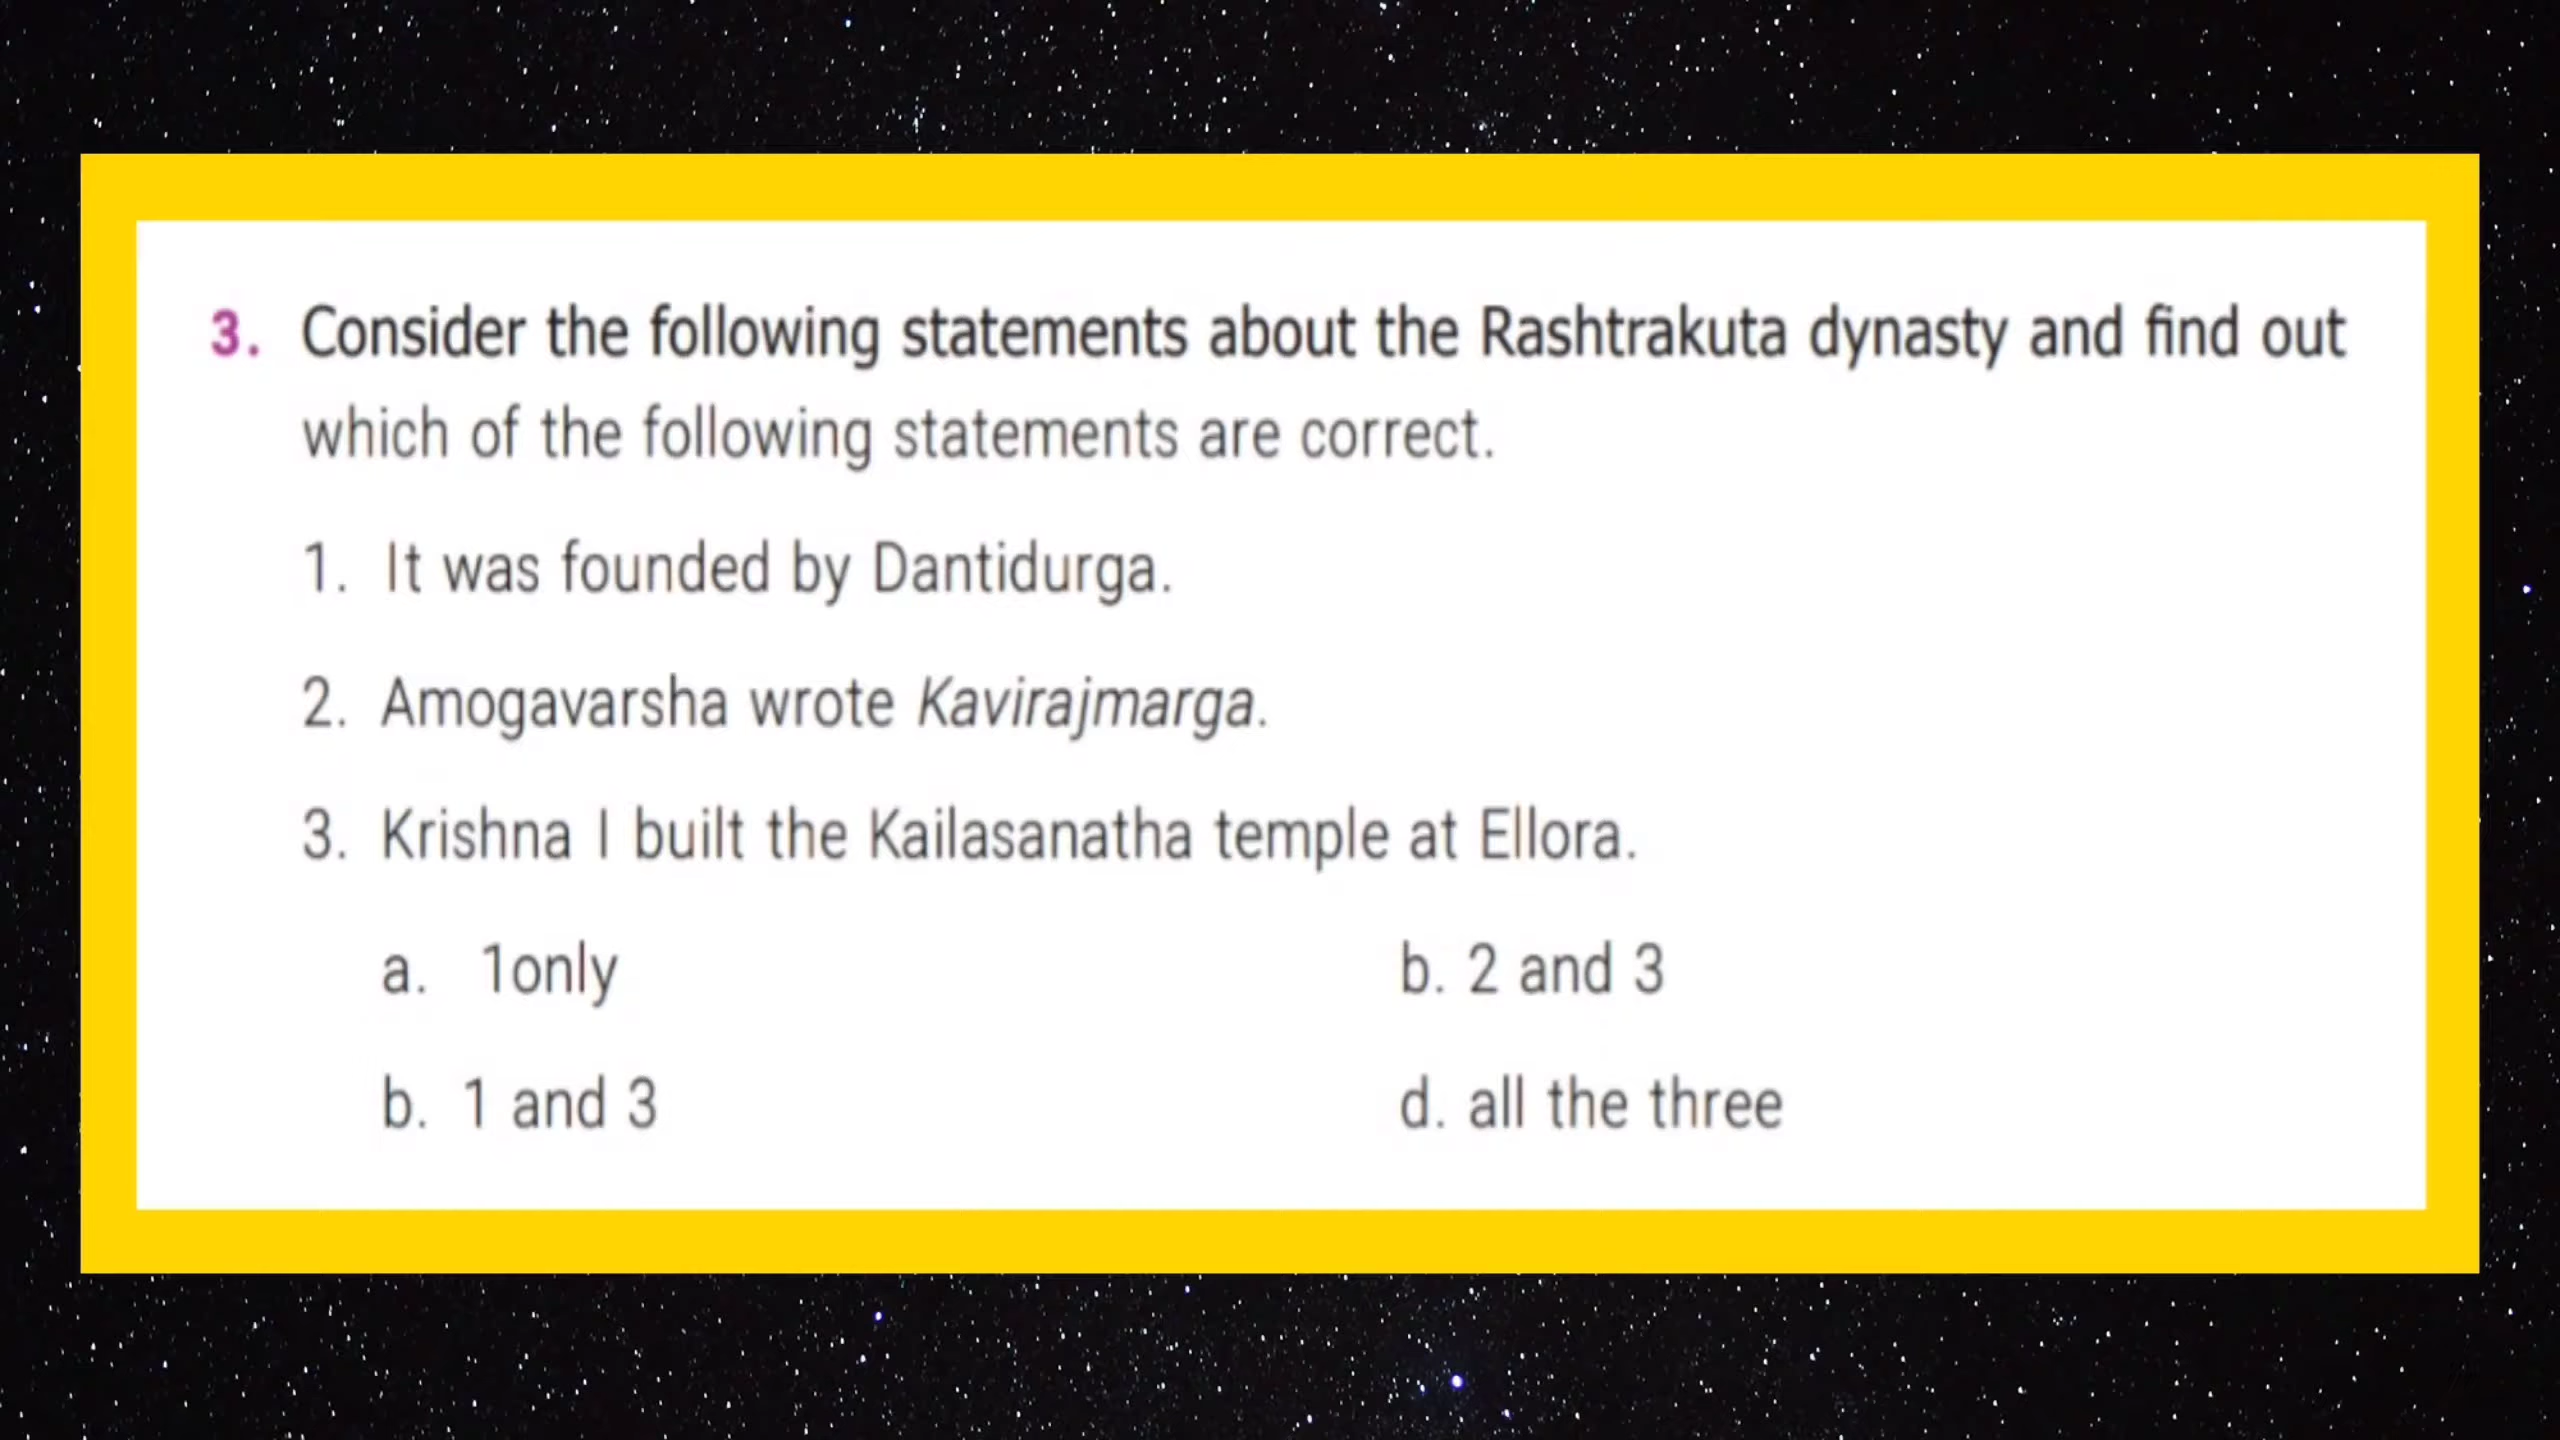 3. Consider the following statements about the Rashtrakuta dynasty and find out
which of the following statements are correct.
1. It was founded by Dantidurga.
2. Amogavarsha wrote Kavirajmarga.
3. Krishna I built the Kailasanatha temple at Ellora.
a. 1only b. 2 and 3
b. 1 and 3 d. all the three